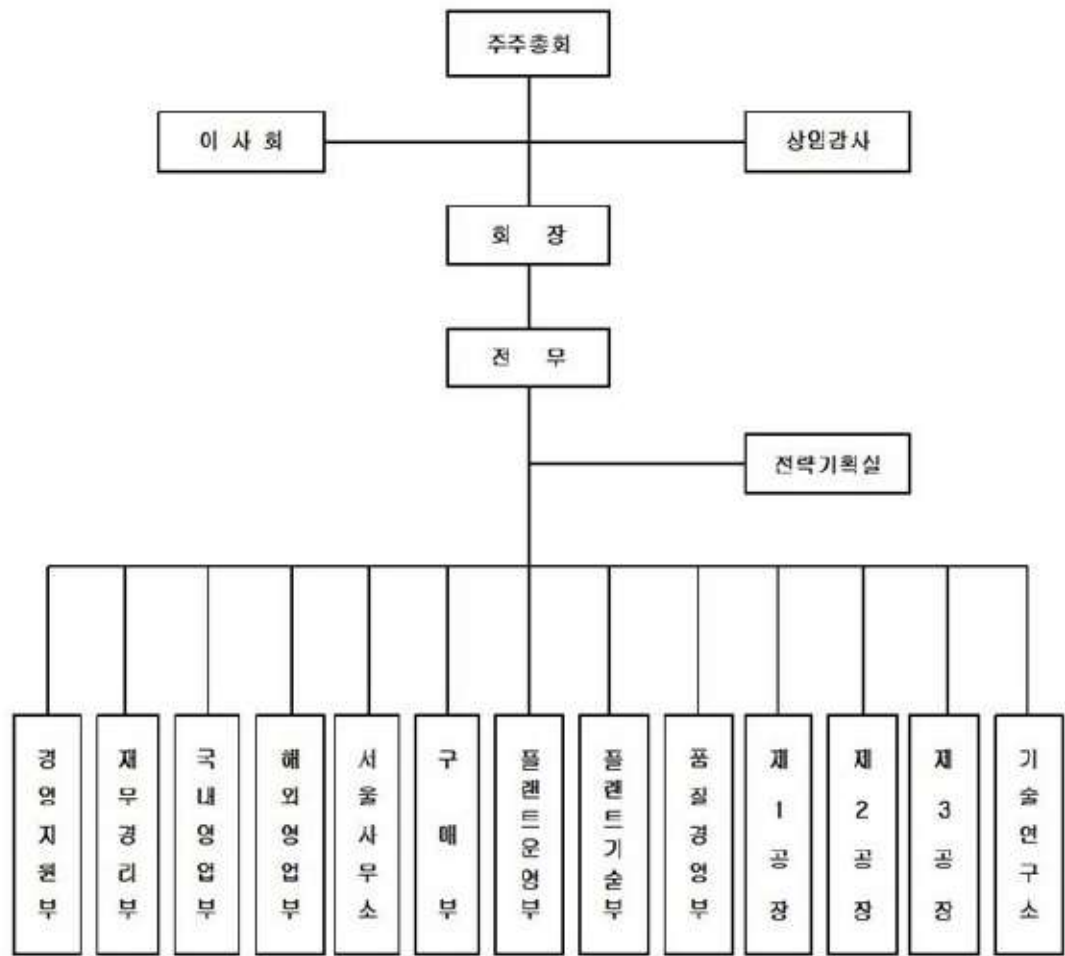 주주총회
이 사 회
상임감사
회 장
전 무
전략기획실
경영지원부
재무경리부
국내영업부
해외영업부
서울사무소
구매부
플랜트운영부
플랜트기술부
품질경영부
제1공장
제2공장
제3공장
기술연구소